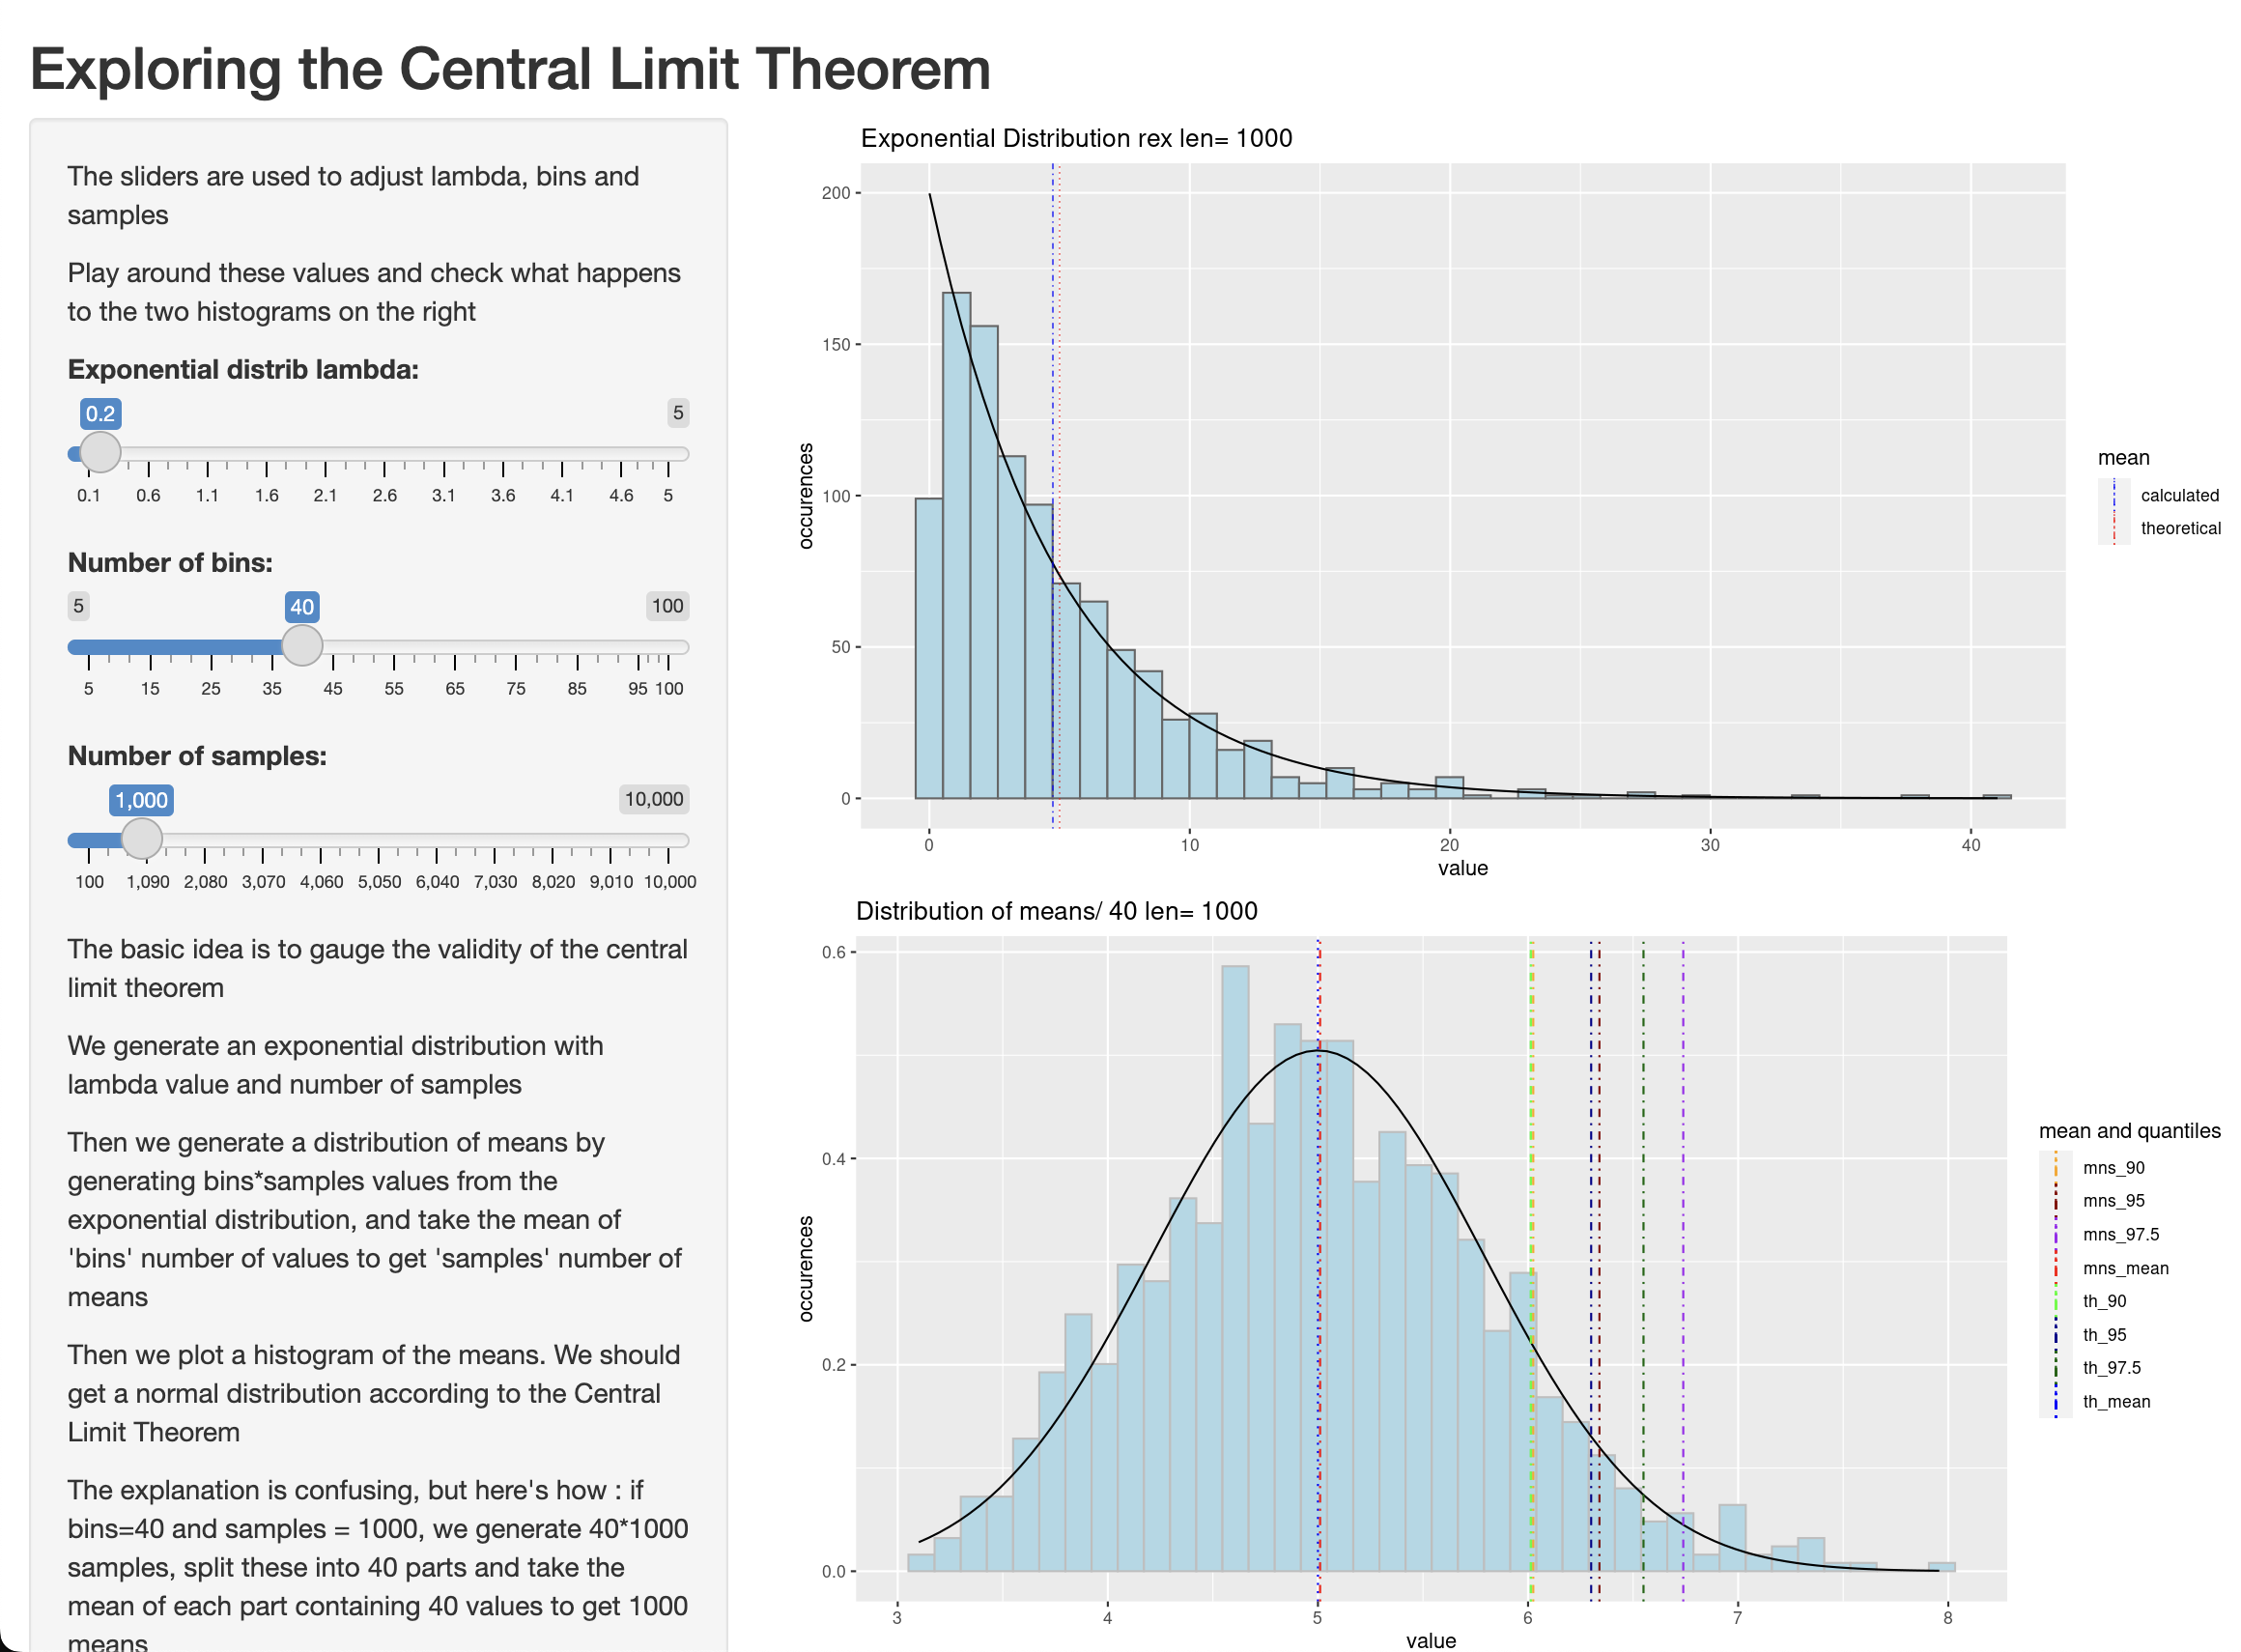 Exploring the Central Limit Theorem
The sliders are used to adjust lambda, bins and
samples
Play around these values and check what happens
to the two histograms on the right
Exponential distrib lambda:
0.2 5
0.1 0.6 1.1 1.6 2.1 2.6 3.1 3.6 4.1 4.6 5
Number of bins:
5 40 100
5 15 25 35 45 55 65 75 85 95 100
Number of samples:
1,000 10,000
100 1,090 2,080 3,070 4,060 5,050 6,040 7,030 8,020 9,010 10,000
The basic idea is to gauge the validity of the central
limit theorem
We generate an exponential distribution with
lambda value and number of samples
Then we generate a distribution of means by
generating bins*samples values from the
exponential distribution, and take the mean of
'bins' number of values to get 'samples' number of
means
Then we plot a histogram of the means. We should
get a normal distribution according to the Central
Limit Theorem
The explanation is confusing, but here's how : if
bins=40 and samples = 1000, we generate 40*1000
samples, split these into 40 parts and take the
mean of each part containing 40 values to get 1000
means
Exponential Distribution rex len= 1000
occurences
200
150
100
50
0
0 10 20 30 40
value
mean
calculated
theoretical
Distribution of means/ 40 len= 1000
occurences
0.6
0.4
0.2
0.0
3 4 5 6 7 8
value
mean and quantiles
mns_90
mns_95
mns_97.5
mns_mean
th_90
th_95
th_97.5
th_mean